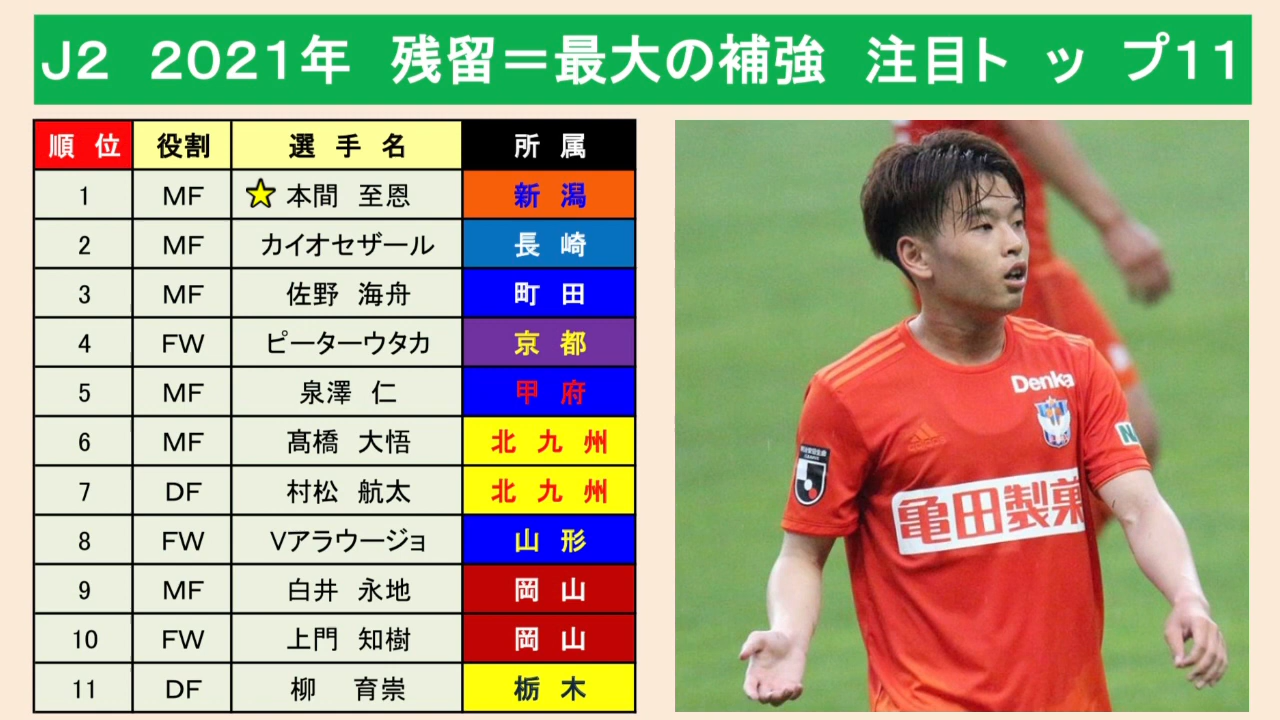 J2 2021年 残留＝最大の補強 注目トップ11
順位 役割 選手名 所属
1 MF ☆本間 至恩 新潟
2 MF カイオセザール 長崎
3 MF 佐野 海舟 町田
4 FW ピーターウタカ 京都
5 MF 泉澤 仁 甲府
6 MF 髙橋 大悟 北九州
7 DF 村松 航太 北九州
8 FW Vアラウージョ 山形
9 MF 白井 永地 岡山
10 FW 上門 知樹 岡山
11 DF 柳 育崇 栃木
Denka
亀田製菓